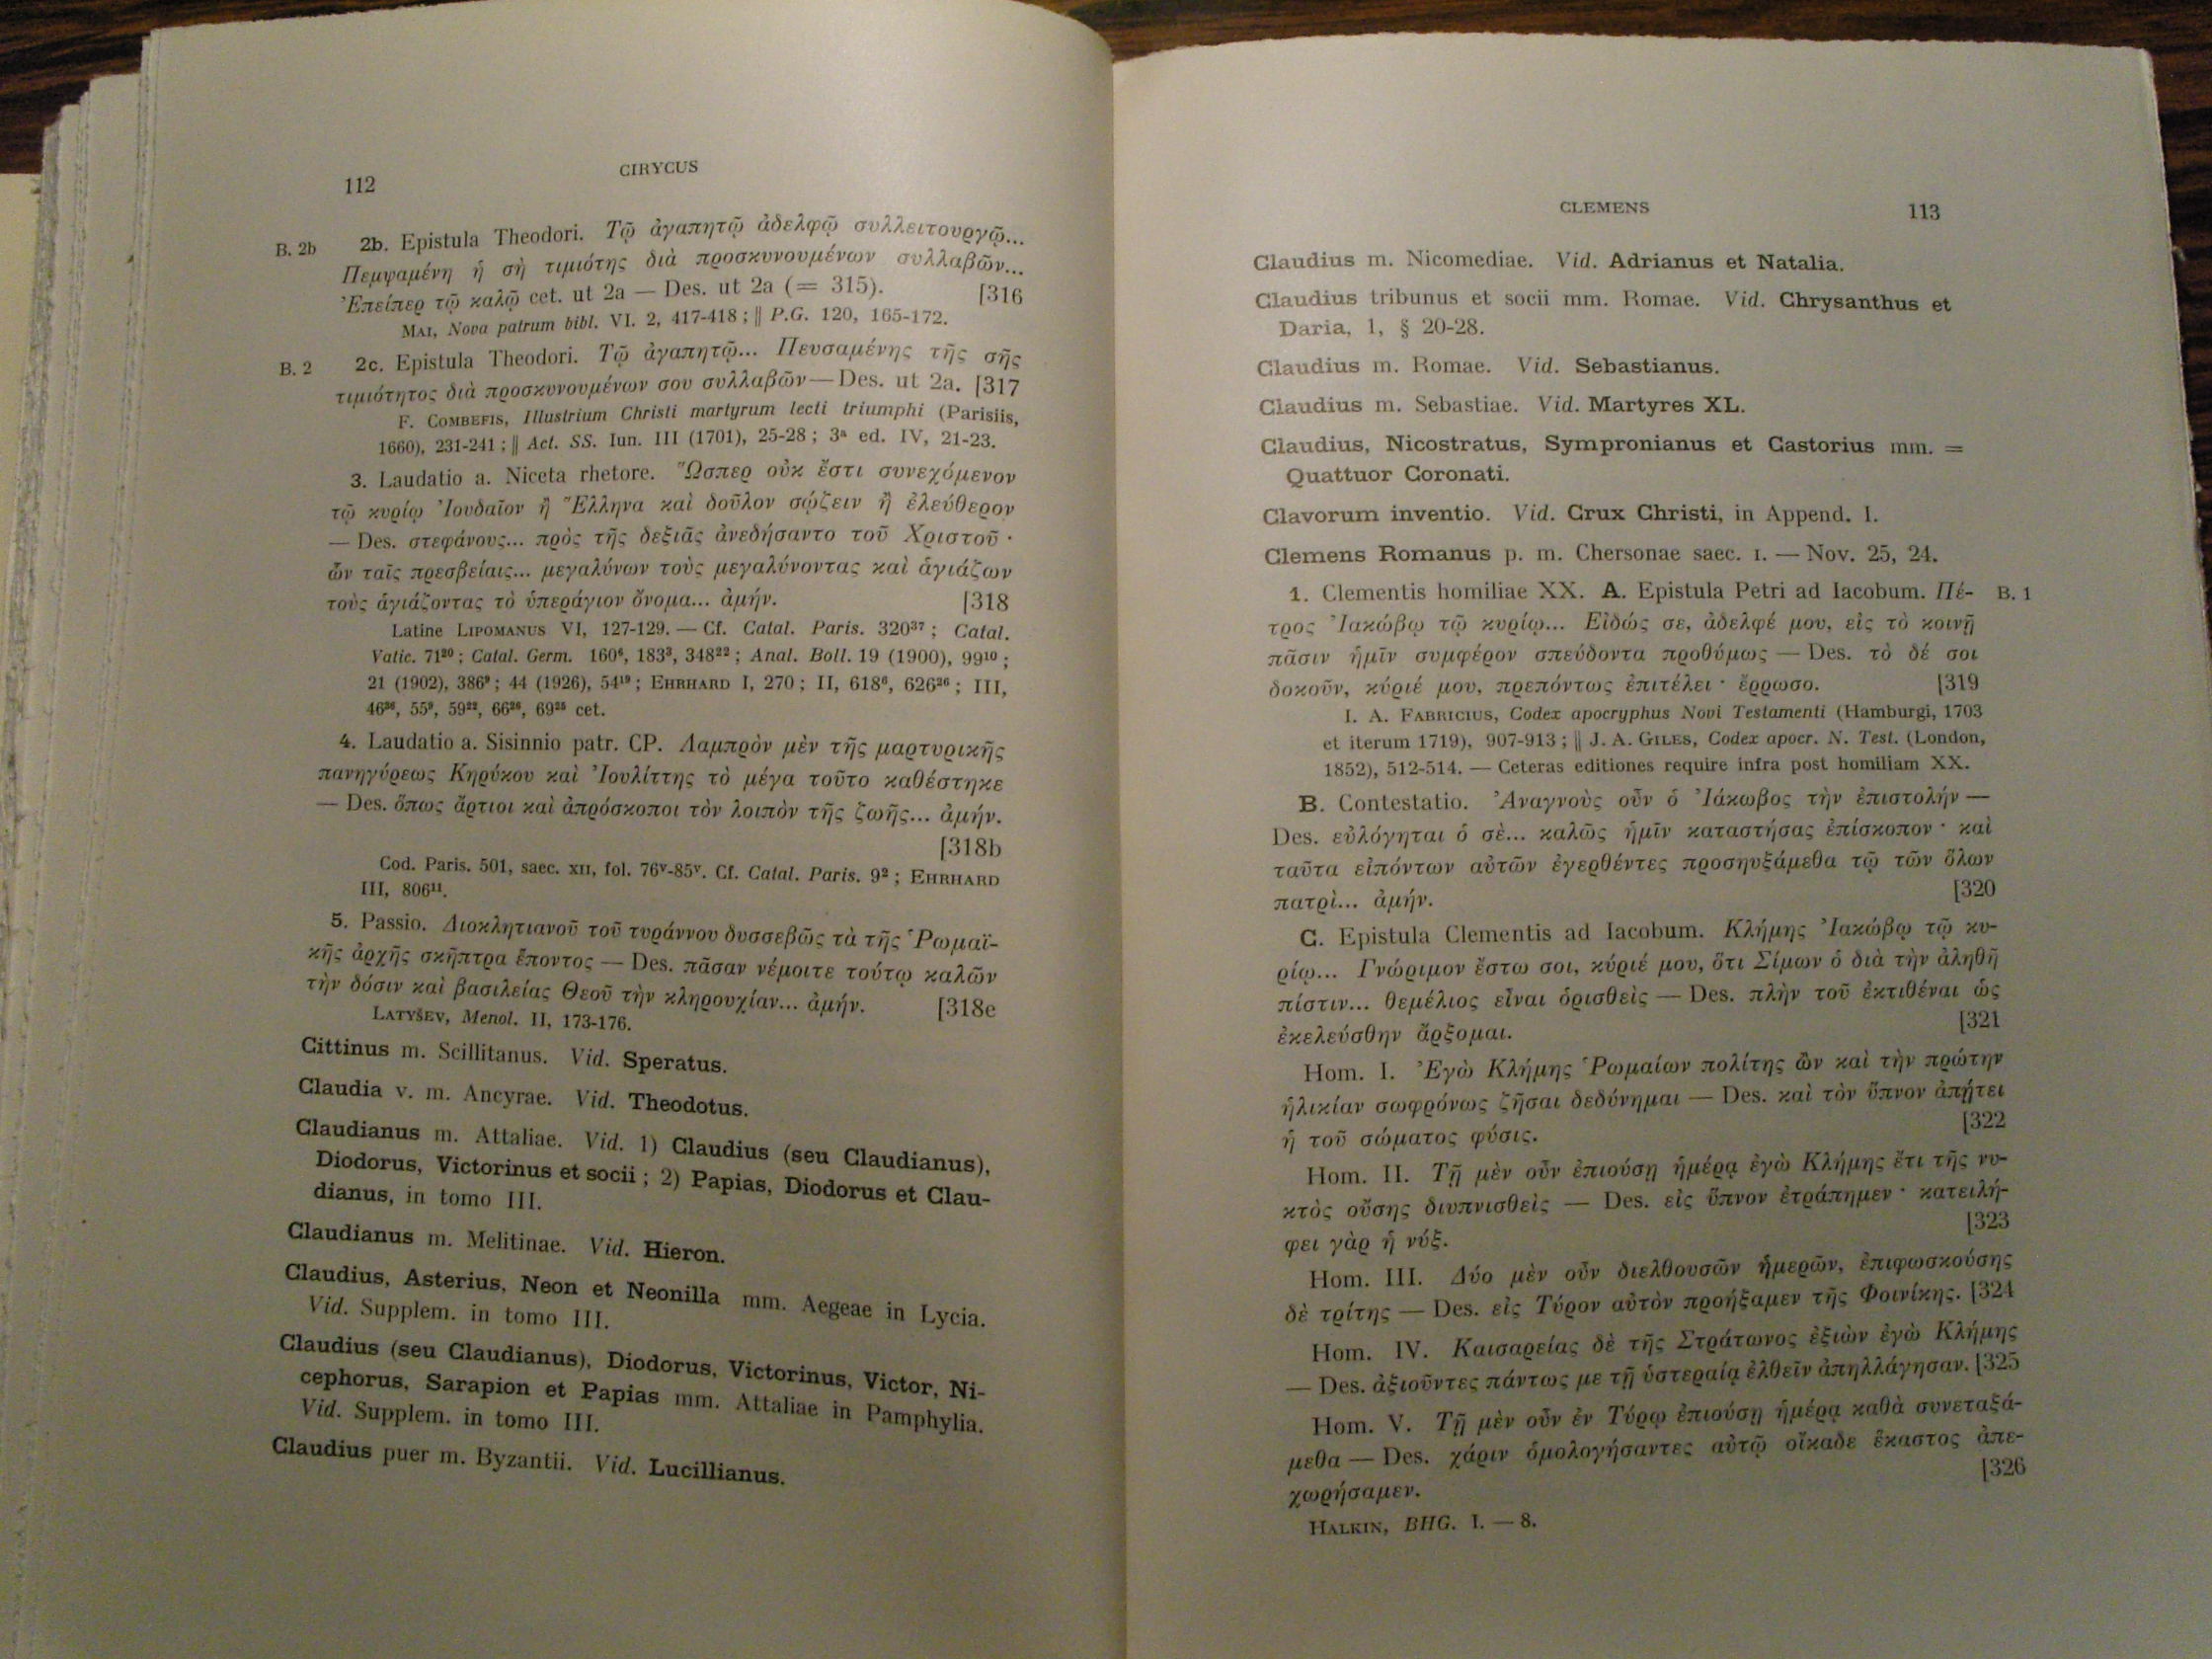 112
CIRYCUS
B. 2b 2b. Epistula Theodori. Τῷ ἀγαπητῷ ἀδελφῷ συλλειτουργῷ...
Πεμψαμένη ἡ σὴ τιμιότης διὰ προσκυνουμένων συλλαβῶν...
Ἐπείπερ τῷ καλῷ cet. ut 2a — Des. ut 2a (= 315). [316
MAI, Nova patrum bibl. VI. 2, 417-418 ; || P.G. 120, 165-172.
B. 2 2c. Epistula Theodori. Τῷ ἀγαπητῷ... Πευσαμένης τῆς σῆς
τιμιότητος διὰ προσκυνουμένων σου συλλαβῶν — Des. ut 2a. [317
F. COMBEFIS, Illustrium Christi martyrum lecti triumphi (Parisiis,
1660), 231-241 ; || Act. SS. Iun. III (1701), 25-28 ; 3ª ed. IV, 21-23.
3. Laudatio a. Niceta rhetore. Ὥσπερ οὐκ ἔστι συνεχόμενον
τῷ κυρίῳ Ἰουδαῖον ἢ Ἕλληνα καὶ δοῦλον σῴζειν ἢ ἐλεύθερον
— Des. στεφάνους... πρὸς τῆς δεξιᾶς ἀνεδήσαντο τοῦ Χριστοῦ ·
ὧν ταῖς πρεσβείαις... μεγαλύνων τοὺς μεγαλύνοντας καὶ ἁγιάζων
τοὺς ἁγιάζοντας τὸ ὑπεράγιον ὄνομα... ἀμήν. [318
Latine LIPOMANUS VI, 127-129. — Cf. Catal. Paris. 320³⁷ ; Catal.
Vatic. 71²⁰ ; Catal. Germ. 160⁶, 183³, 348²² ; Anal. Boll. 19 (1900), 99¹⁰ ;
21 (1902), 386⁹ ; 44 (1926), 54¹⁹ ; EHRHARD I, 270 ; II, 618⁶, 626²⁶ ; III,
46³⁶, 55⁹, 59²², 66²⁶, 69²⁵ cet.
4. Laudatio a. Sisinnio patr. CP. Λαμπρὸν μὲν τῆς μαρτυρικῆς
πανηγύρεως Κηρύκου καὶ Ἰουλίττης τὸ μέγα τοῦτο καθέστηκε
— Des. ὅπως ἄρτιοι καὶ ἀπρόσκοποι τὸν λοιπὸν τῆς ζωῆς... ἀμήν.
[318b
Cod. Paris. 501, saec. XII, fol. 76ᵛ-85ᵛ. Cf. Catal. Paris. 9² ; EHRHARD
III, 806¹¹.
5. Passio. Διοκλητιανοῦ τοῦ τυράννου δυσσεβῶς τὰ τῆς Ῥωμαϊ-
κῆς ἀρχῆς σκῆπτρα ἕποντος — Des. πᾶσαν νέμοιτε τούτῳ καλῶν
τὴν δόσιν καὶ βασιλείας Θεοῦ τὴν κληρουχίαν... ἀμήν. [318e
LATYŠEV, Menol. II, 173-176.
Cittinus m. Scillitanus. Vid. Speratus.
Claudia v. m. Ancyrae. Vid. Theodotus.
Claudianus m. Attaliae. Vid. 1) Claudius (seu Claudianus),
Diodorus, Victorinus et socii ; 2) Papias, Diodorus et Clau-
dianus, in tomo III.
Claudianus m. Melitinae. Vid. Hieron.
Claudius, Asterius, Neon et Neonilla mm. Aegeae in Lycia.
Vid. Supplem. in tomo III.
Claudius (seu Claudianus), Diodorus, Victorinus, Victor, Ni-
cephorus, Sarapion et Papias mm. Attaliae in Pamphylia.
Vid. Supplem. in tomo III.
Claudius puer m. Byzantii. Vid. Lucillianus.
CLEMENS
113
Claudius m. Nicomediae. Vid. Adrianus et Natalia.
Claudius tribunus et socii mm. Romae. Vid. Chrysanthus et
Daria, 1, § 20-28.
Claudius m. Romae. Vid. Sebastianus.
Claudius m. Sebastiae. Vid. Martyres XL.
Claudius, Nicostratus, Sympronianus et Castorius mm. =
Quattuor Coronati.
Clavorum inventio. Vid. Crux Christi, in Append. I.
Clemens Romanus p. m. Chersonae saec. I. — Nov. 25, 24.
1. Clementis homiliae XX. A. Epistula Petri ad Iacobum. Πέ- B. 1
τρος Ἰακώβῳ τῷ κυρίῳ... Εἰδώς σε, ἀδελφέ μου, εἰς τὸ κοινῇ
πᾶσιν ἡμῖν συμφέρον σπεύδοντα προθύμως — Des. τὸ δέ σοι
δοκοῦν, κύριέ μου, πρεπόντως ἐπιτέλει · ἔρρωσο. [319
I. A. FABRICIUS, Codex apocryphus Novi Testamenti (Hamburgi, 1703
et iterum 1719), 907-913 ; || J. A. GILES, Codex apocr. N. Test. (London,
1852), 512-514. — Ceteras editiones require infra post homiliam XX.
B. Contestatio. Ἀναγνοὺς οὖν ὁ Ἰάκωβος τὴν ἐπιστολήν —
Des. εὐλόγηται ὁ σὲ... καλῶς ἡμῖν καταστήσας ἐπίσκοπον · καὶ
ταῦτα εἰπόντων αὐτῶν ἐγερθέντες προσηυξάμεθα τῷ τῶν ὅλων
πατρὶ... ἀμήν. [320
C. Epistula Clementis ad Iacobum. Κλήμης Ἰακώβῳ τῷ κυ-
ρίῳ... Γνώριμον ἔστω σοι, κύριέ μου, ὅτι Σίμων ὁ διὰ τὴν ἀληθῆ
πίστιν... θεμέλιος εἶναι ὁρισθεὶς — Des. πλὴν τοῦ ἐκτιθέναι ὡς
ἐκελεύσθην ἄρξομαι. [321
Hom. I. Ἐγὼ Κλήμης Ῥωμαίων πολίτης ὢν καὶ τὴν πρώτην
ἡλικίαν σωφρόνως ζῆσαι δεδύνημαι — Des. καὶ τὸν ὕπνον ἀπῄτει
ἡ τοῦ σώματος φύσις. [322
Hom. II. Τῇ μὲν οὖν ἐπιούσῃ ἡμέρᾳ ἐγὼ Κλήμης ἔτι τῆς νυ-
κτὸς οὔσης διυπνισθεὶς — Des. εἰς ὕπνον ἐτράπημεν · κατειλή-
φει γὰρ ἡ νύξ. [323
Hom. III. Δύο μὲν οὖν διελθουσῶν ἡμερῶν, ἐπιφωσκούσης
δὲ τρίτης — Des. εἰς Τύρον αὐτὸν προήξαμεν τῆς Φοινίκης. [324
Hom. IV. Καισαρείας δὲ τῆς Στράτωνος ἐξιὼν ἐγὼ Κλήμης
— Des. ἀξιοῦντες πάντως με τῇ ὑστεραίᾳ ἐλθεῖν ἀπηλλάγησαν. [325
Hom. V. Τῇ μὲν οὖν ἐν Τύρῳ ἐπιούσῃ ἡμέρᾳ καθὰ συνεταξά-
μεθα — Des. χάριν ὁμολογήσαντες αὐτῷ οἴκαδε ἕκαστος ἀπε-
χωρήσαμεν. [326
HALKIN, BHG. I. — 8.